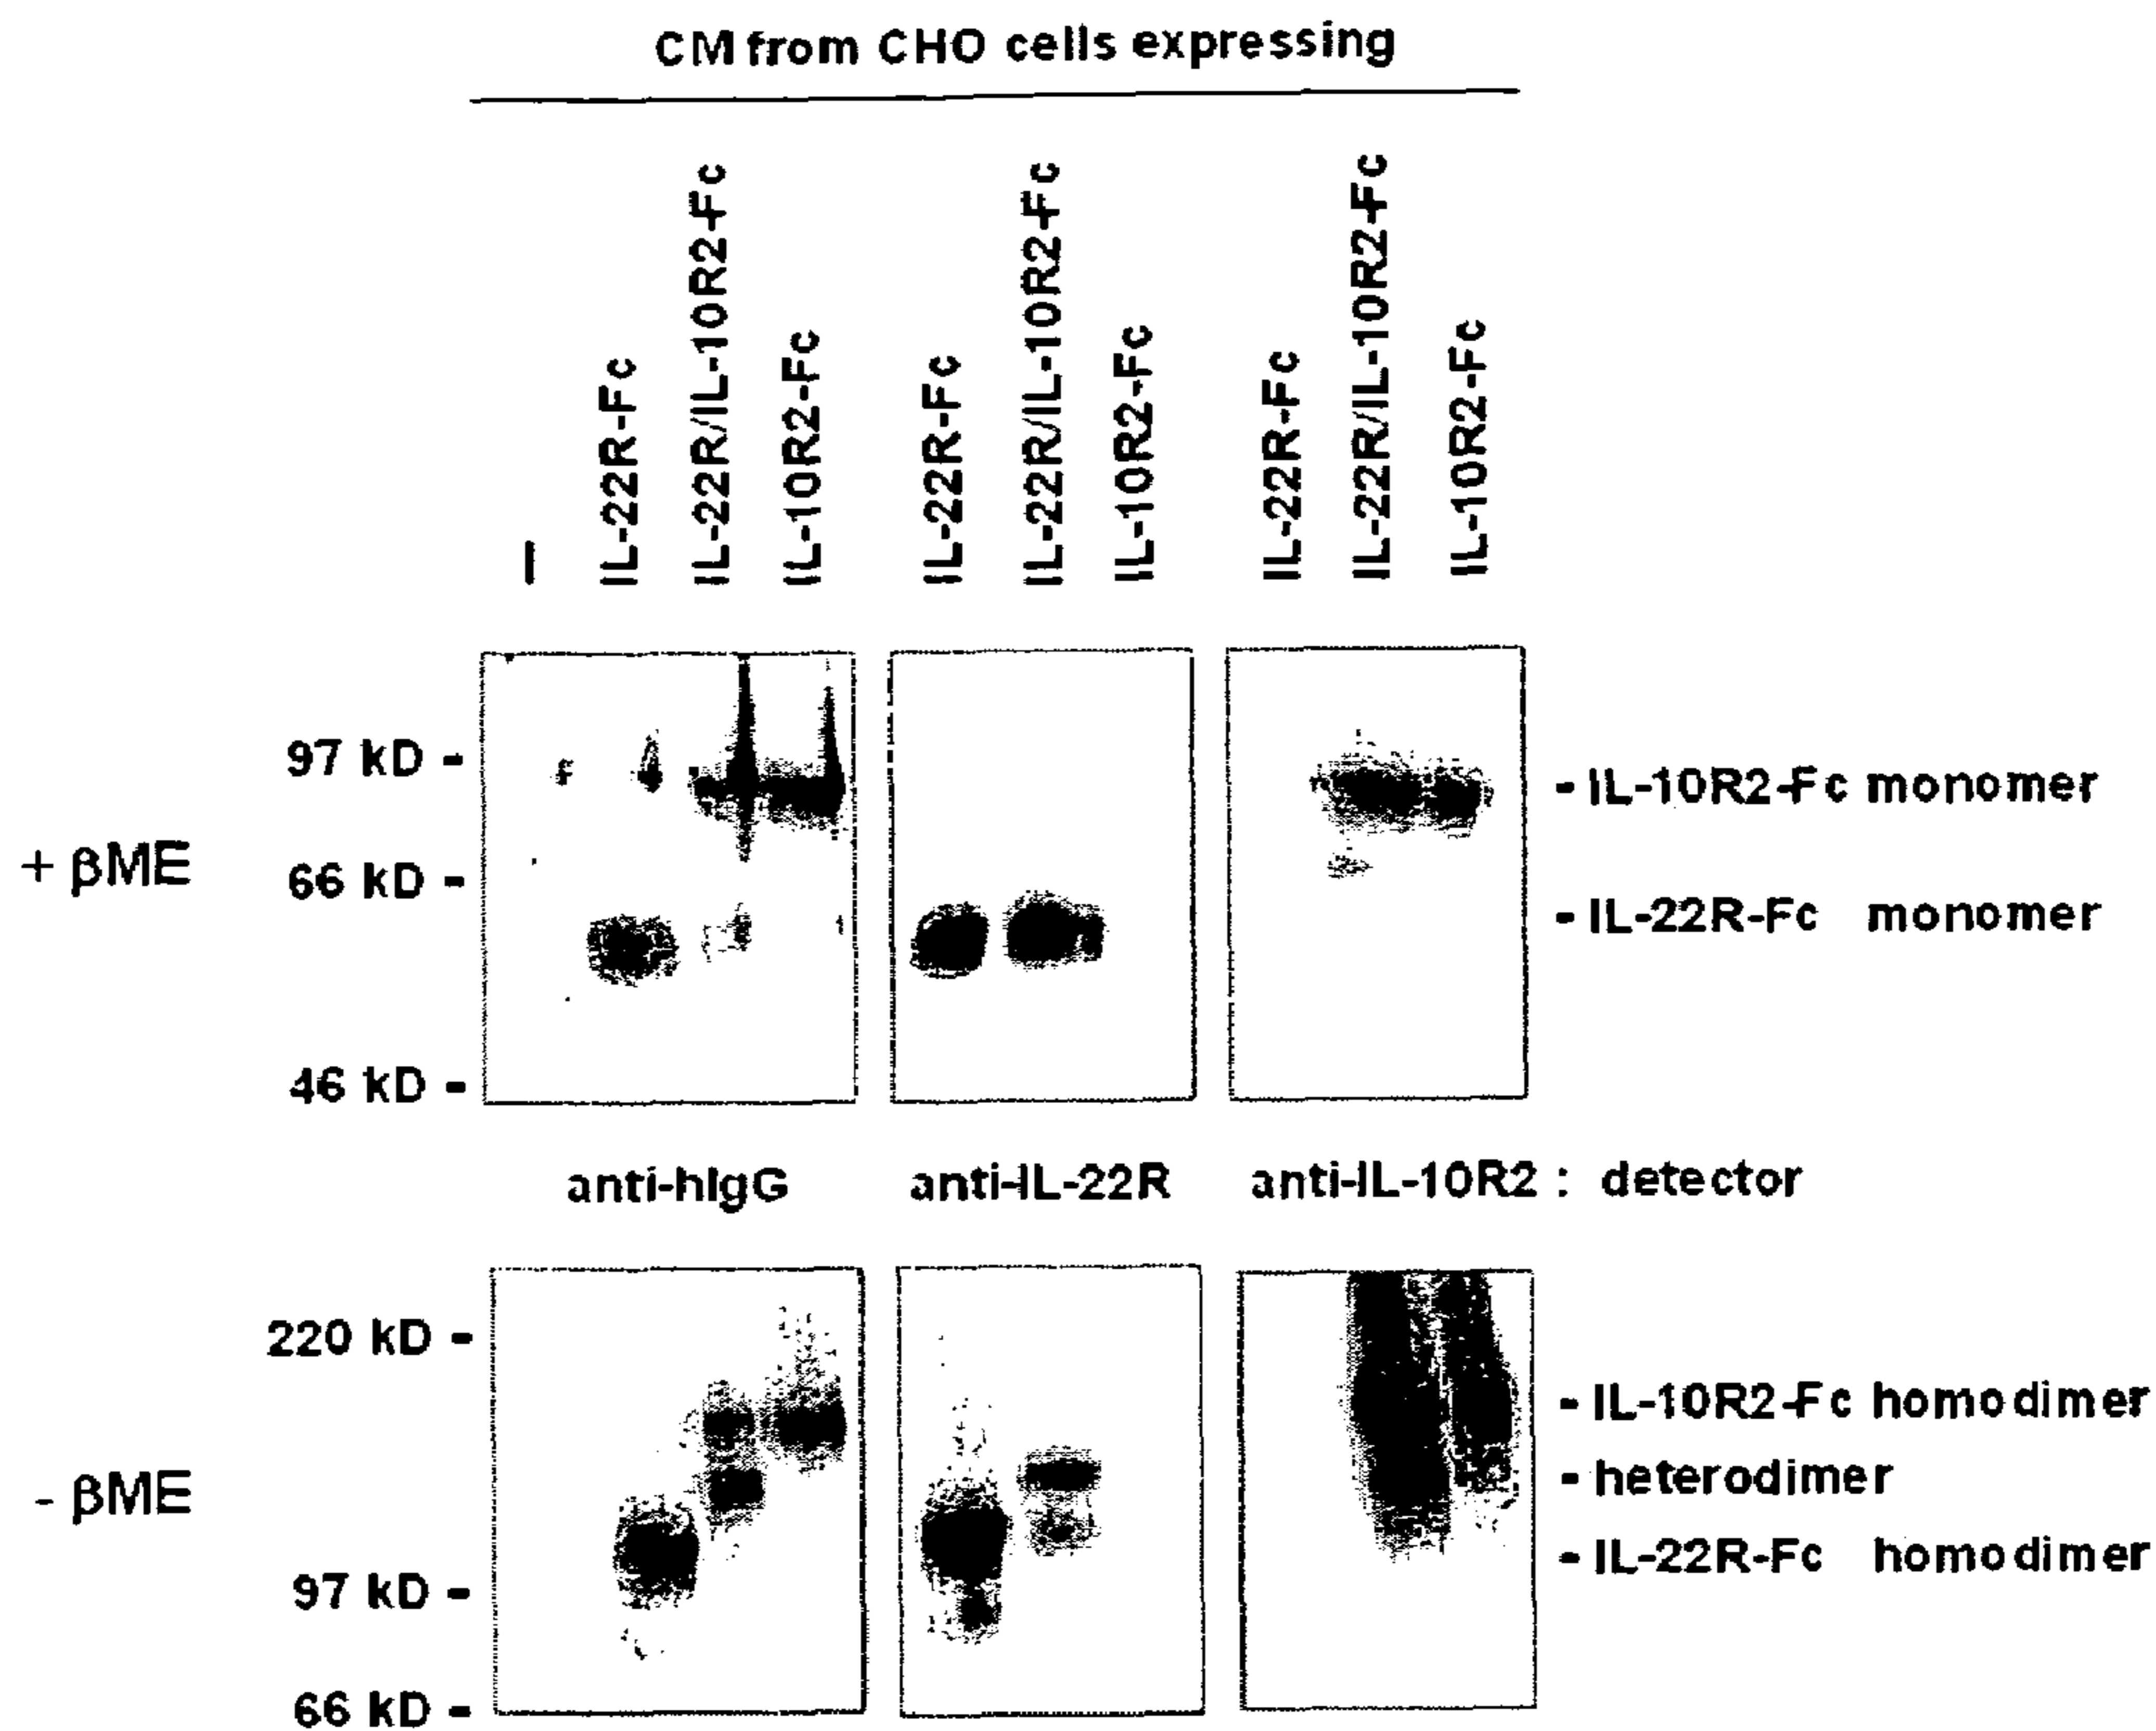 CM from CHO cells expressing
–
IL-22R-Fc
IL-22R/IL-10R2-Fc
IL-10R2-Fc
IL-22R-Fc
IL-22R/IL-10R2-Fc
IL-10R2-Fc
IL-22R-Fc
IL-22R/IL-10R2-Fc
IL-10R2-Fc
+ βME
97 kD -
66 kD -
46 kD -
- IL-10R2-Fc monomer
- IL-22R-Fc monomer
anti-hIgG anti-IL-22R anti-IL-10R2 : detector
- βME
220 kD -
97 kD -
66 kD -
- IL-10R2-Fc homodimer
- heterodimer
- IL-22R-Fc homodimer